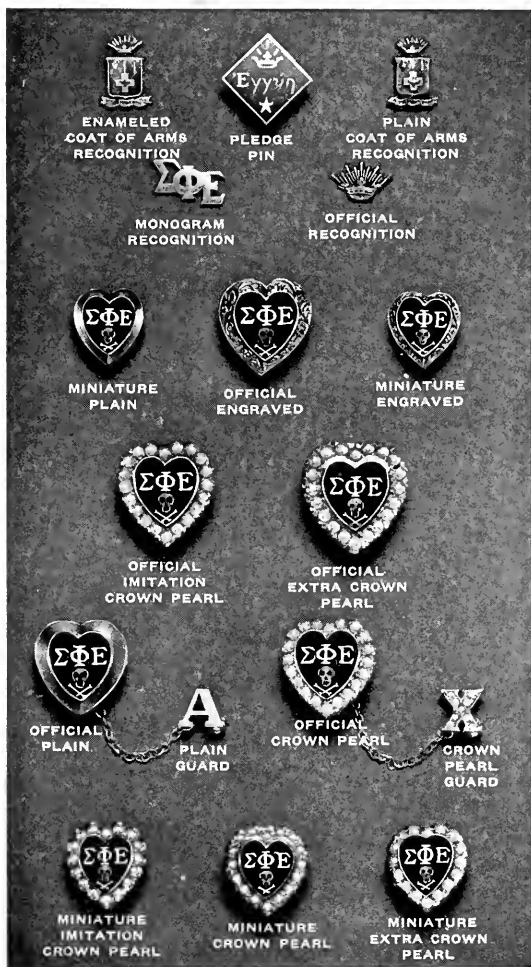 Ἐγγύη
ENAMELED
COAT OF ARMS
RECOGNITION
PLEDGE
PIN
PLAIN
COAT OF ARMS
RECOGNITION
ΣΦΕ
MONOGRAM
RECOGNITION
OFFICIAL
RECOGNITION
ΣΦΕ
MINIATURE
PLAIN
ΣΦΕ
OFFICIAL
ENGRAVED
ΣΦΕ
MINIATURE
ENGRAVED
ΣΦΕ
OFFICIAL
IMITATION
CROWN PEARL
ΣΦΕ
OFFICIAL
EXTRA CROWN
PEARL
ΣΦΕ
OFFICIAL
PLAIN
A
PLAIN
GUARD
ΣΦΕ
OFFICIAL
CROWN PEARL
X
CROWN
PEARL
GUARD
ΣΦΕ
MINIATURE
IMITATION
CROWN PEARL
ΣΦΕ
MINIATURE
CROWN PEARL
ΣΦΕ
MINIATURE
EXTRA CROWN
PEARL